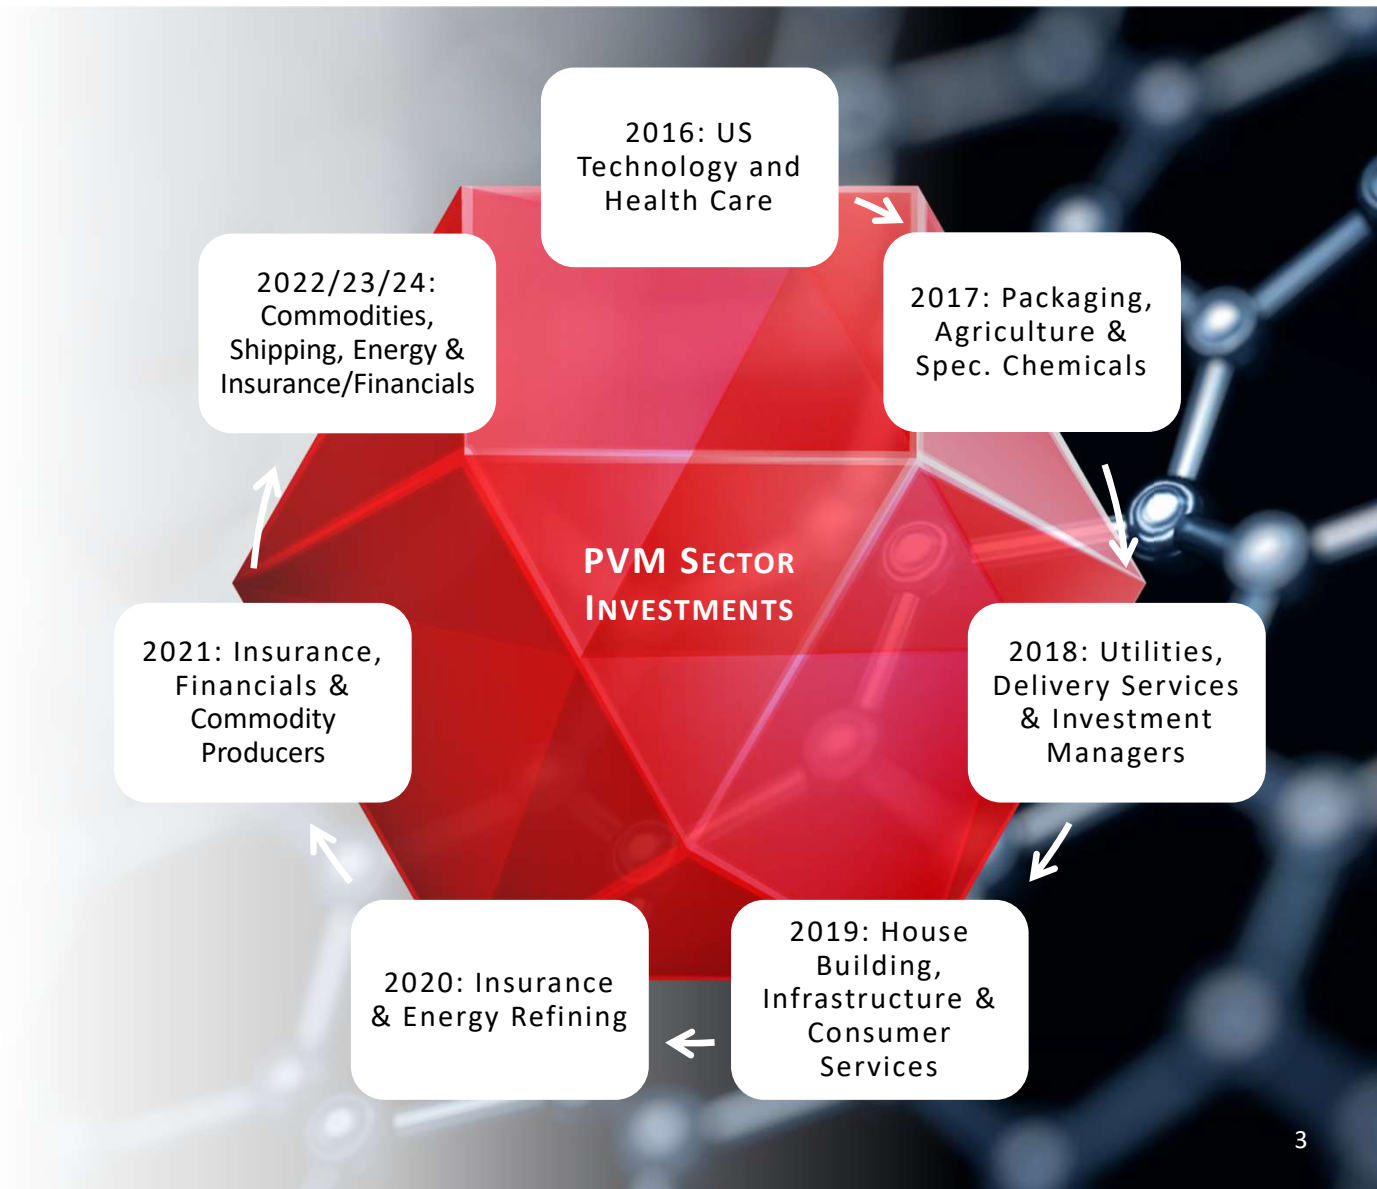 2016: US
Technology and
Health Care
2017: Packaging,
Agriculture &
Spec. Chemicals
2018: Utilities,
Delivery Services
& Investment
Managers
2019: House
Building,
Infrastructure &
Consumer
Services
2020: Insurance
& Energy Refining
2021: Insurance,
Financials &
Commodity
Producers
2022/23/24:
Commodities,
Shipping, Energy &
Insurance/Financials
PVM SECTOR
INVESTMENTS
3